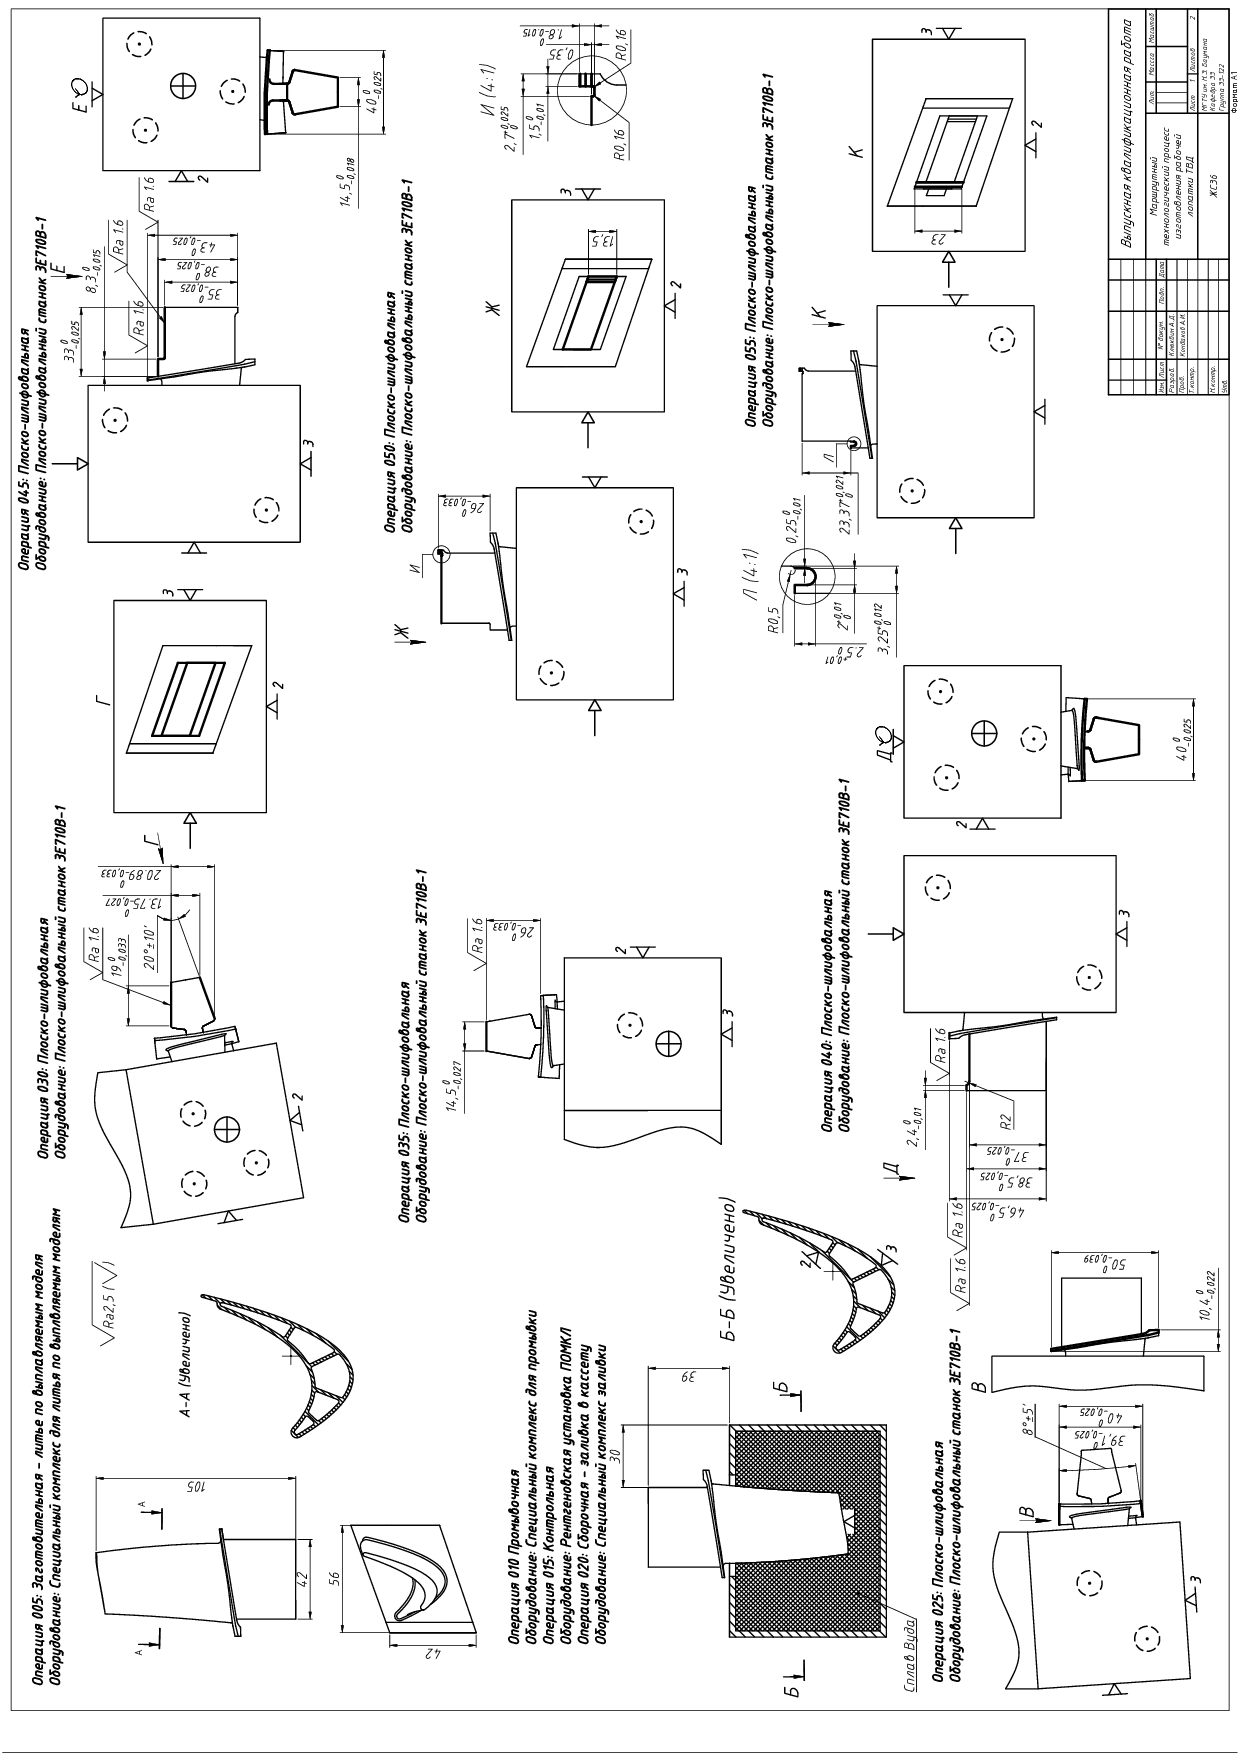 Операция 005: Заготовительная - литье по выплавляемым моделя
Оборудование: Специальный комплекс для литья по выплвляемым моделям
Ra2,5 (√)
А-А (Увеличено)
А
А
105
42
56
42
Операция 010 Промывочная
Оборудование: Специальный комплекс для промывки
Операция 015: Контрольная
Оборудование: Рентгеновская установка ПОМКЛ
Операция 020: Сборочная - заливка в кассету
Оборудование: Специальный комплекс заливки
39
30
Б
Б
Б-Б (Увеличено)
2
3
Сплав Вуда
Операция 025: Плоско-шлифовальная
Оборудование: Плоско-шлифовальный станок 3Е710В-1
В
В
8°±5'
40 0 -0,025
39,1 0 -0,025
50 0 -0,039
10,4 0 -0,022
3
Операция 030: Плоско-шлифовальная
Оборудование: Плоско-шлифовальный станок 3Е710В-1
Ra 1.6
19 0 -0,033
20°±10'
13.75 0 -0,027
20.89 0 -0,033
Г
2
Г
3
2
Операция 035: Плоско-шлифовальная
Оборудование: Плоско-шлифовальный станок 3Е710В-1
Ra 1.6
14,5 0 -0,027
26 0 -0,033
2
3
Операция 040: Плоско-шлифовальная
Оборудование: Плоско-шлифовальный станок 3Е710В-1
Д
2,4 0 -0,01
Ra 1.6
Ra 1.6
Ra 1.6
R2
37 0 -0,025
38,5 0 -0,025
46,5 0 -0,025
3
Д
2
40 0 -0,025
Операция 045: Плоско-шлифовальная
Оборудование: Плоско-шлифовальный станок 3Е710В-1
33 0 -0,025
8,3 0 -0,015
Е
Ra 1.6
Ra 1.6
Ra 1.6
35 0 -0,025
38 0 -0,025
43 0 -0,025
3
Е
2
14,5 0 -0,018
40 0 -0,025
Операция 050: Плоско-шлифовальная
Оборудование: Плоско-шлифовальный станок 3Е710В-1
Ж
И
26 0 -0,033
3
Ж
13,5
3
2
И (4:1)
2,7 +0,025 0
1,5 0 -0,01
0,35
1.8 0 -0.015
R0,16
R0,16
Операция 055: Плоско-шлифовальная
Оборудование: Плоско-шлифовальный станок 3Е710В-1
К
Л
23,37 +0,021 0
Л (4:1)
R0,5
0,25 0 -0,01
2 +0,01 0
3,25 +0,012 0
2.5 +0,01 0
К
23
3
2
Выпускная квалификационная работа
Маршрутный
технологический процесс
изготовления рабочей
лопатки ТВД
ЖС36
Лит. Масса Масштаб
Лист 1 Листов 2
МГТУ им.Н.Э. Баумана
Кафедра Э3
Группа Э3-122
Изм. Лист № докум. Подп. Дата
Разраб.
Пров.
Т.контр.
Н.контр.
Утв.
Формат А1